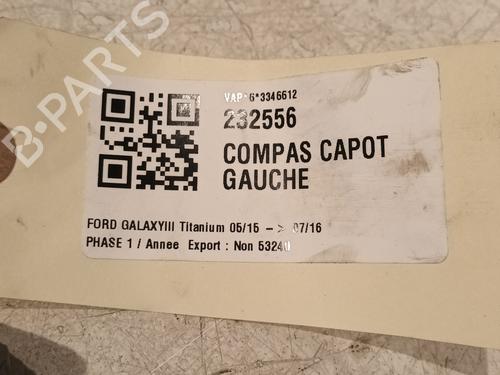 B-PARTS
VAP*6*3346612
232556
COMPAS CAPOT
GAUCHE
FORD GALAXYIII Titanium 05/15 -> 07/16
PHASE 1 / Annee Export : Non